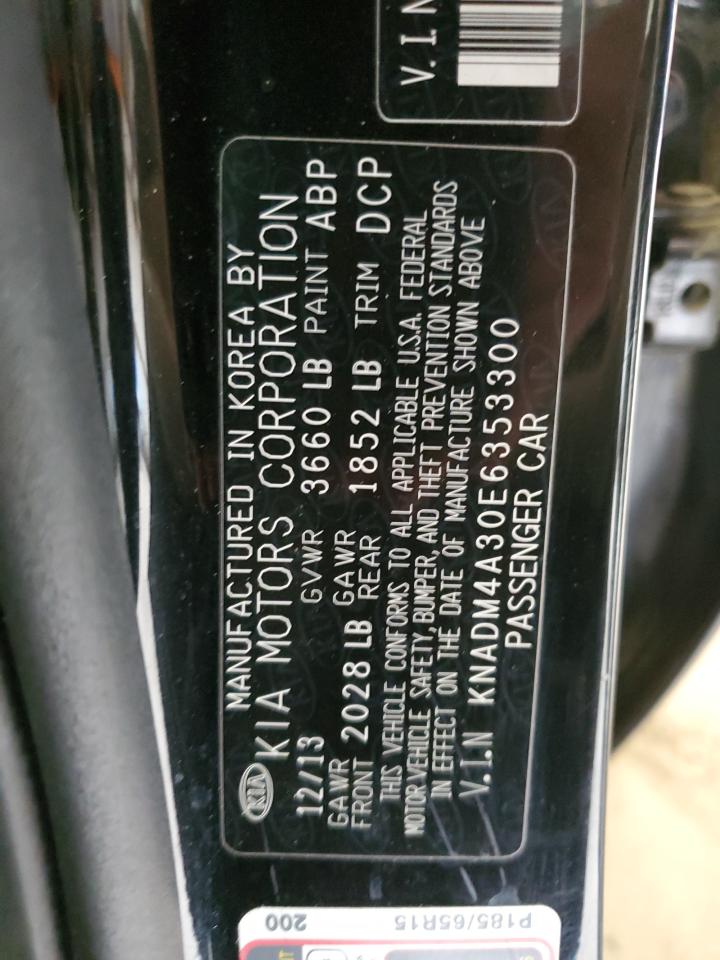 V.I.N
MANUFACTURED IN KOREA BY
KIA KIA MOTORS CORPORATION
12/13 GVWR 3660 LB PAINT ABP
GAWR FRONT 2028 LB GAWR REAR 1852 LB TRIM DCP
THIS VEHICLE CONFORMS TO ALL APPLICABLE U.S.A. FEDERAL
MOTOR VEHICLE SAFETY, BUMPER, AND THEFT PREVENTION STANDARDS
IN EFFECT ON THE DATE OF MANUFACTURE SHOWN ABOVE
V.I.N KNADM4A30E6353300
PASSENGER CAR
P185/65R15
200